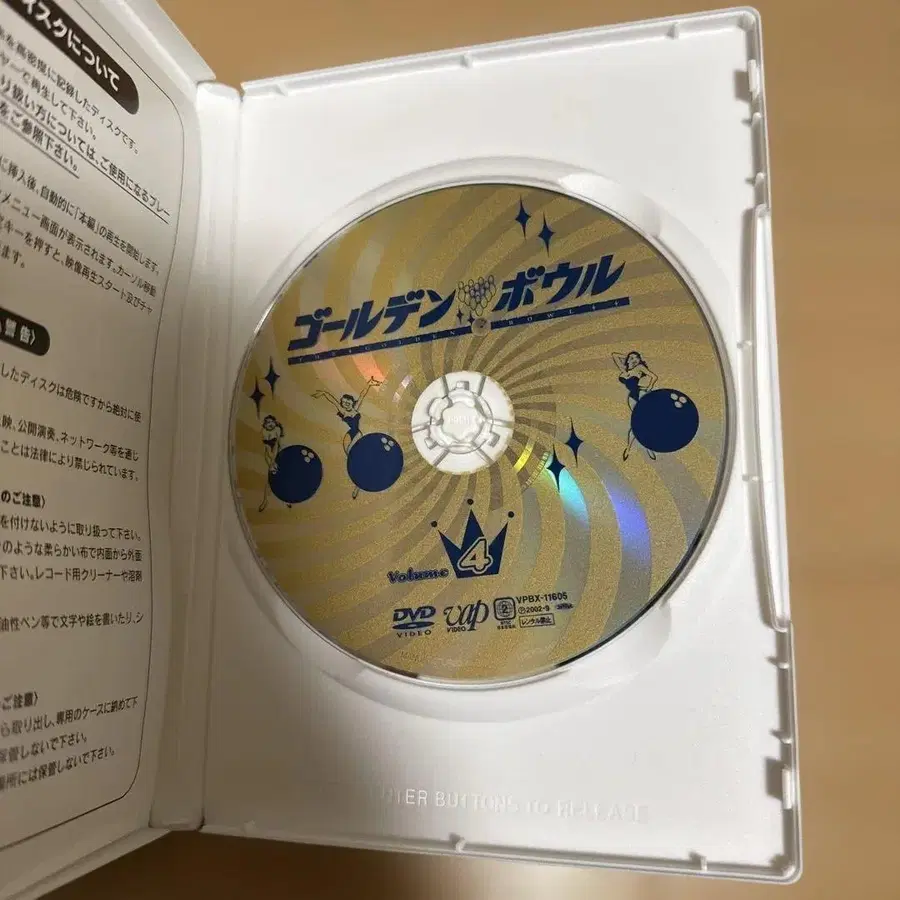 ィスクについて
を高密度に記録したディスクです。
ヤーで再生して下さい。
り扱い方については、ご使用になるプレー
をご参照下さい。
に挿入後、自動的に「本編」の再生を開始します。
メニュー画面が表示されます。カーソル移動
キーを押すと、映像再生スタート及びチャ
ます。
警告〉
したディスクは危険ですから絶対に使
上映、公開演奏、ネットワーク等を通じ
ことは法律により禁じられています。
のご注意〉
を付けないように取り扱って下さい。
のような柔らかい布で内面から外面
下さい。レコード用クリーナーや溶剤
油性ペン等で文字や絵を書いたり、シ
ご注意〉
ら取り出し、専用のケースに納めて下
保管しないで下さい。
場所には保管しないで下さい。
ゴールデンボウル
THE GOLDEN BOWL
Volume 4
DVD VIDEO
vap VIDEO
2
VPBX-11605
Ⓟ2002-9
レンタル禁止
BUTTONS TO RELEASE